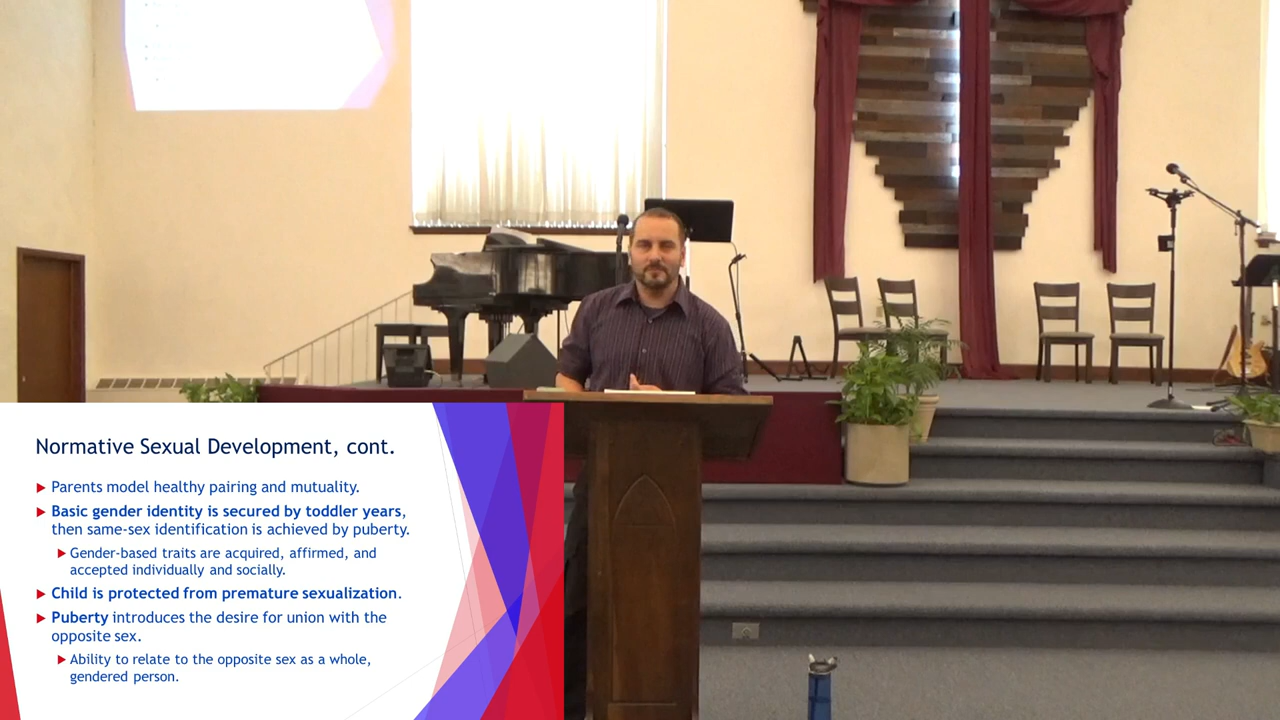 Normative Sexual Development, cont.
Parents model healthy pairing and mutuality.
Basic gender identity is secured by toddler years,
then same-sex identification is achieved by puberty.
Gender-based traits are acquired, affirmed, and
accepted individually and socially.
Child is protected from premature sexualization.
Puberty introduces the desire for union with the
opposite sex.
Ability to relate to the opposite sex as a whole,
gendered person.